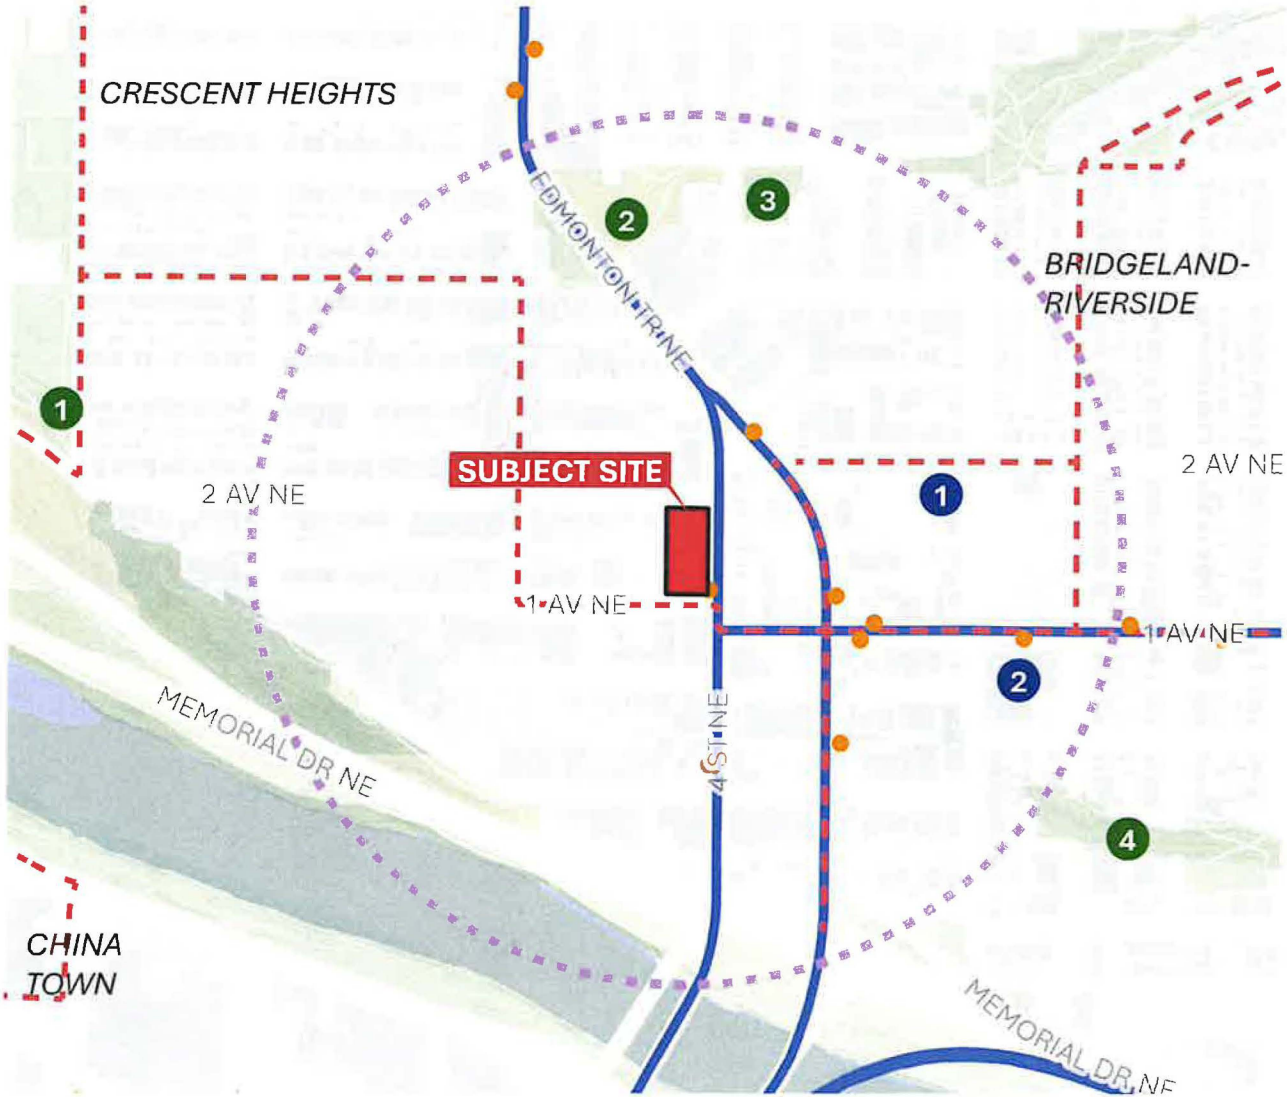 CRESCENT HEIGHTS
3
2
EDMONTON TR NE
BRIDGELAND-
RIVERSIDE
1
SUBJECT SITE
2 AV NE
2 AV NE
1
1 AV NE
1 AV NE
2
MEMORIAL DR NE
4 ST NE
4
CHINA
TOWN
MEMORIAL DR NE